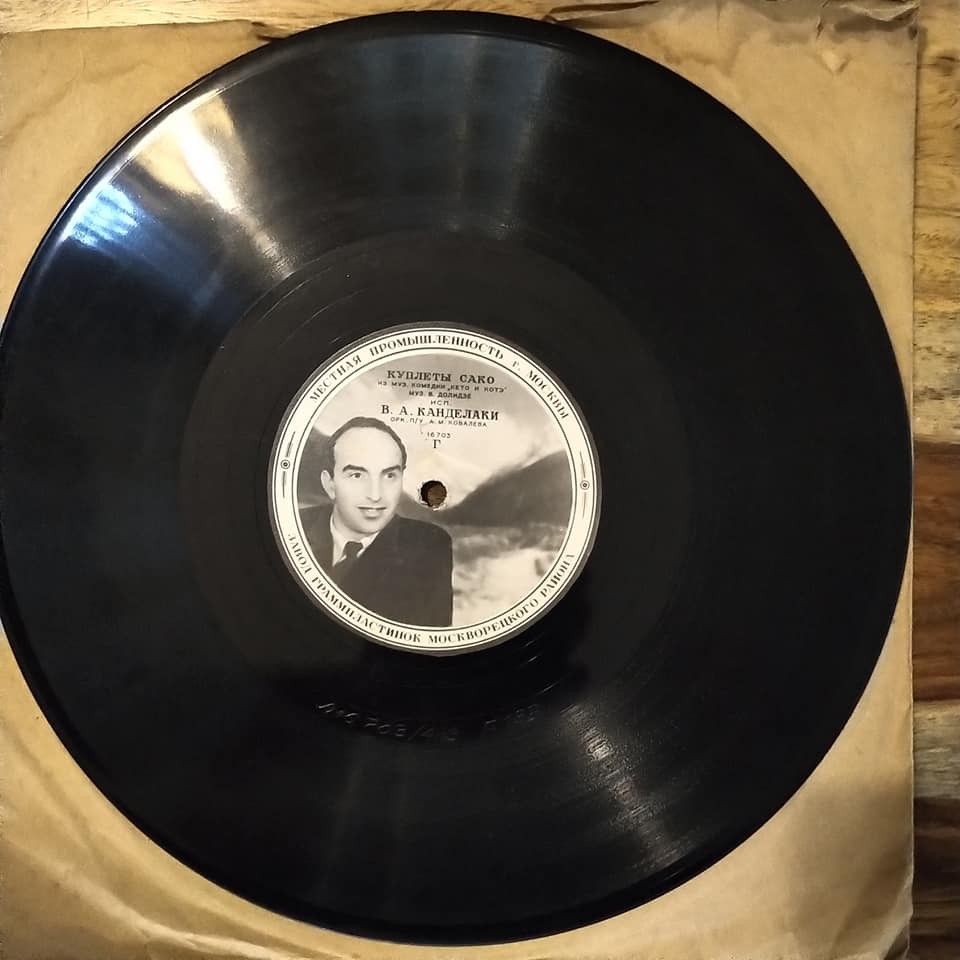 МЕСТНАЯ ПРОМЫШЛЕННОСТЬ г. МОСКВЫ
КУПЛЕТЫ САКО
ИЗ МУЗ. КОМЕДИИ „КЕТО И КОТЭ"
МУЗ. В. ДОЛИДЗЕ
ИСП.
В. А. КАНДЕЛАКИ
ОРК. П/У А. М. КОВАЛЕВА
16703
Г
ЗАВОД ГРАММПЛАСТИНОК МОСКВОРЕЦКОГО РАЙОНА